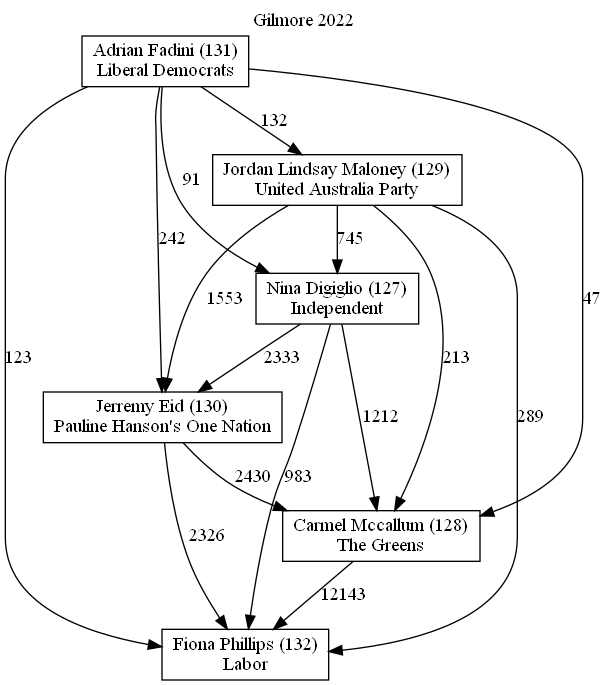 Gilmore 2022
Adrian Fadini (131)
Liberal Democrats
132
Jordan Lindsay Maloney (129)
United Australia Party
91
242
745
Nina Digiglio (127)
Independent
1553
47
123
2333
213
Jerremy Eid (130)
Pauline Hanson's One Nation
1212
289
2430
983
Carmel Mccallum (128)
The Greens
2326
12143
Fiona Phillips (132)
Labor